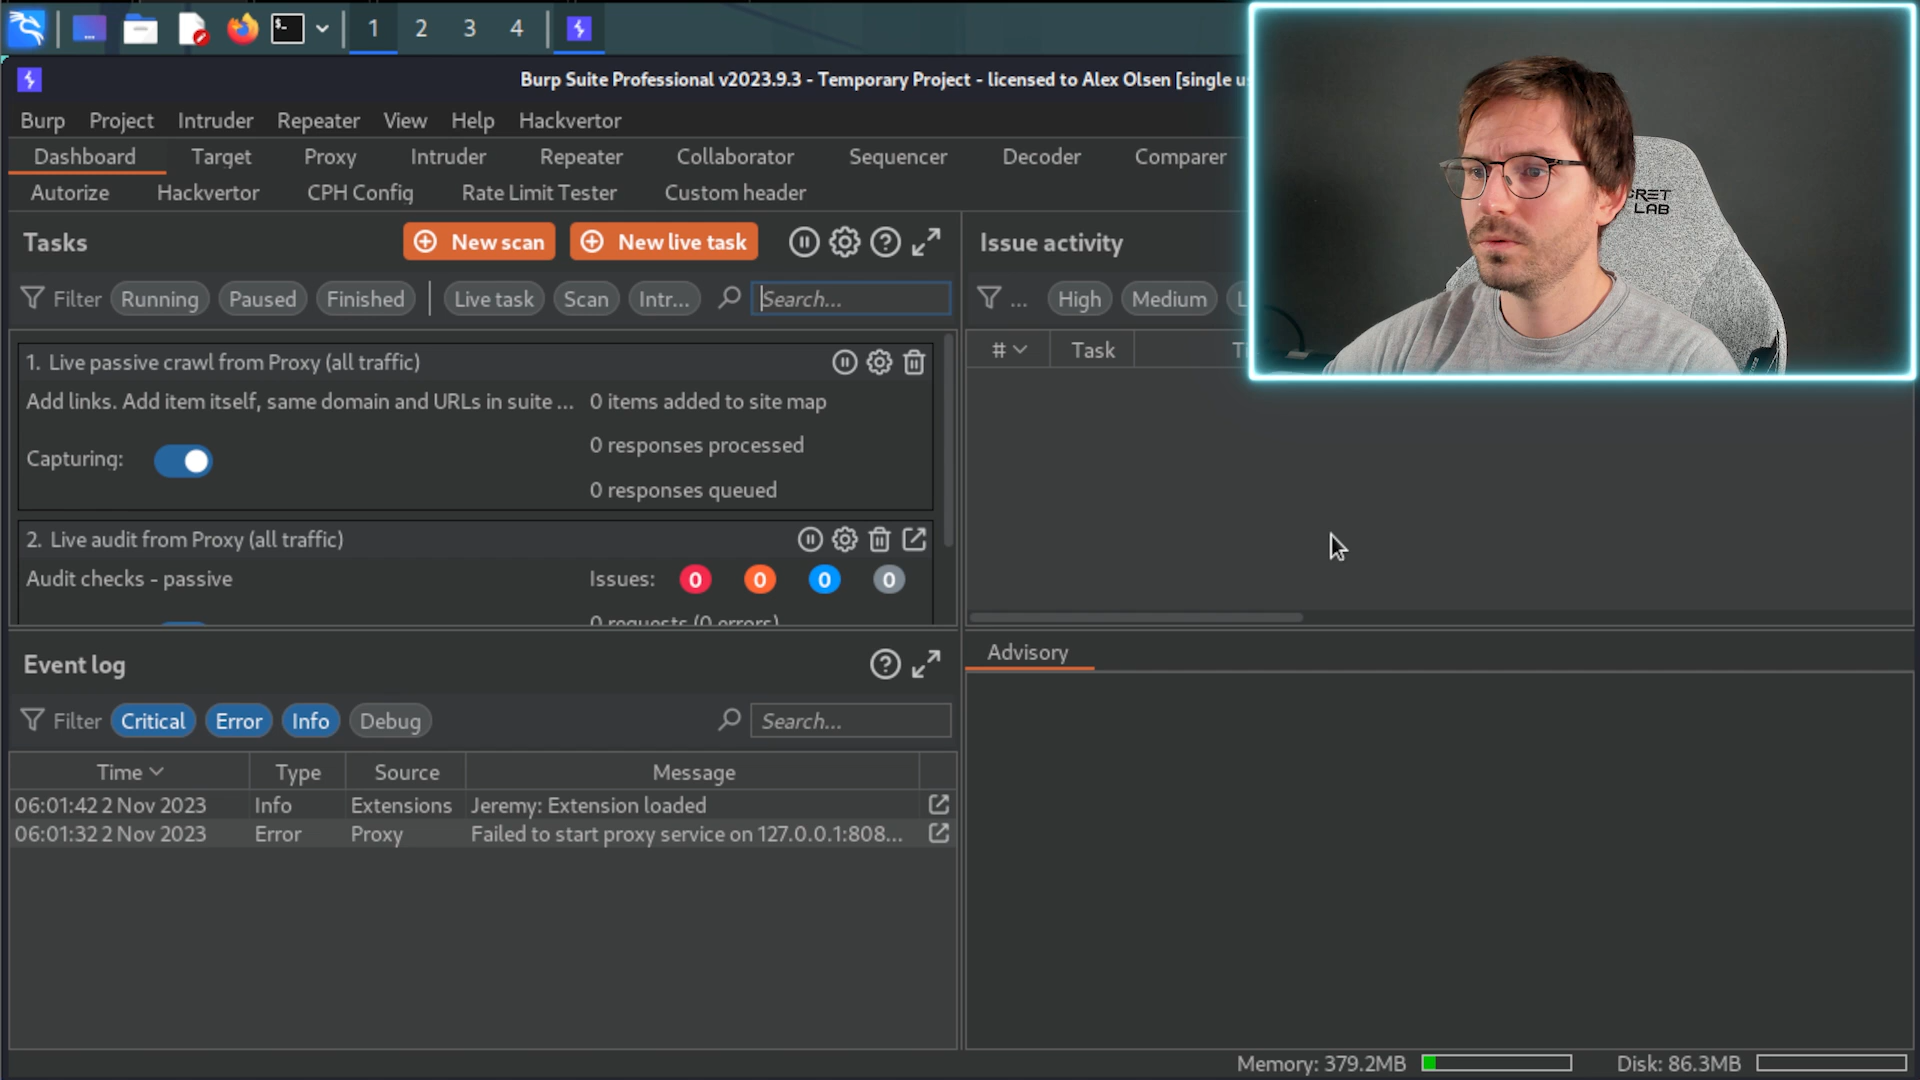 1 2 3 4
Burp Suite Professional v2023.9.3 - Temporary Project - licensed to Alex Olsen [single us
Burp Project Intruder Repeater View Help Hackvertor
Dashboard Target Proxy Intruder Repeater Collaborator Sequencer Decoder Comparer
Autorize Hackvertor CPH Config Rate Limit Tester Custom header
Tasks New scan New live task
Filter Running Paused Finished Live task Scan Intr... Search...
1. Live passive crawl from Proxy (all traffic)
Add links. Add item itself, same domain and URLs in suite ... 0 items added to site map
0 responses processed
Capturing:
0 responses queued
2. Live audit from Proxy (all traffic)
Audit checks - passive Issues: 0 0 0 0
0 requests (0 errors)
Issue activity
... High Medium L
# Task Ti
CRET
LAB
Event log
Filter Critical Error Info Debug Search...
Time Type Source Message
06:01:42 2 Nov 2023 Info Extensions Jeremy: Extension loaded
06:01:32 2 Nov 2023 Error Proxy Failed to start proxy service on 127.0.0.1:808...
Advisory
Memory: 379.2MB Disk: 86.3MB